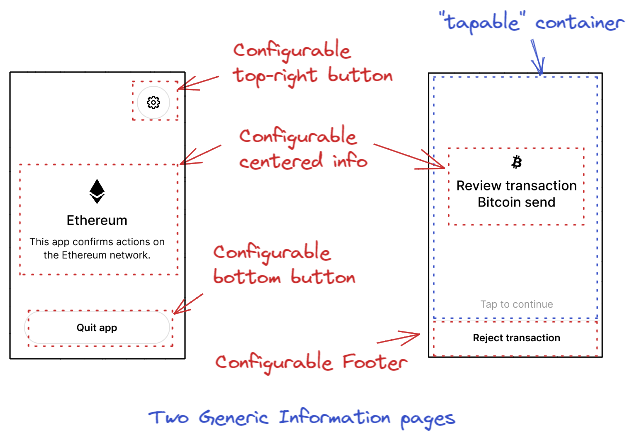 "tapable" container
Configurable
top-right button
Configurable
centered info
Ethereum
This app confirms actions on
the Ethereum network.
Review transaction
Bitcoin send
Configurable
bottom button
Tap to continue
Quit app
Reject transaction
Configurable Footer
Two Generic Information pages